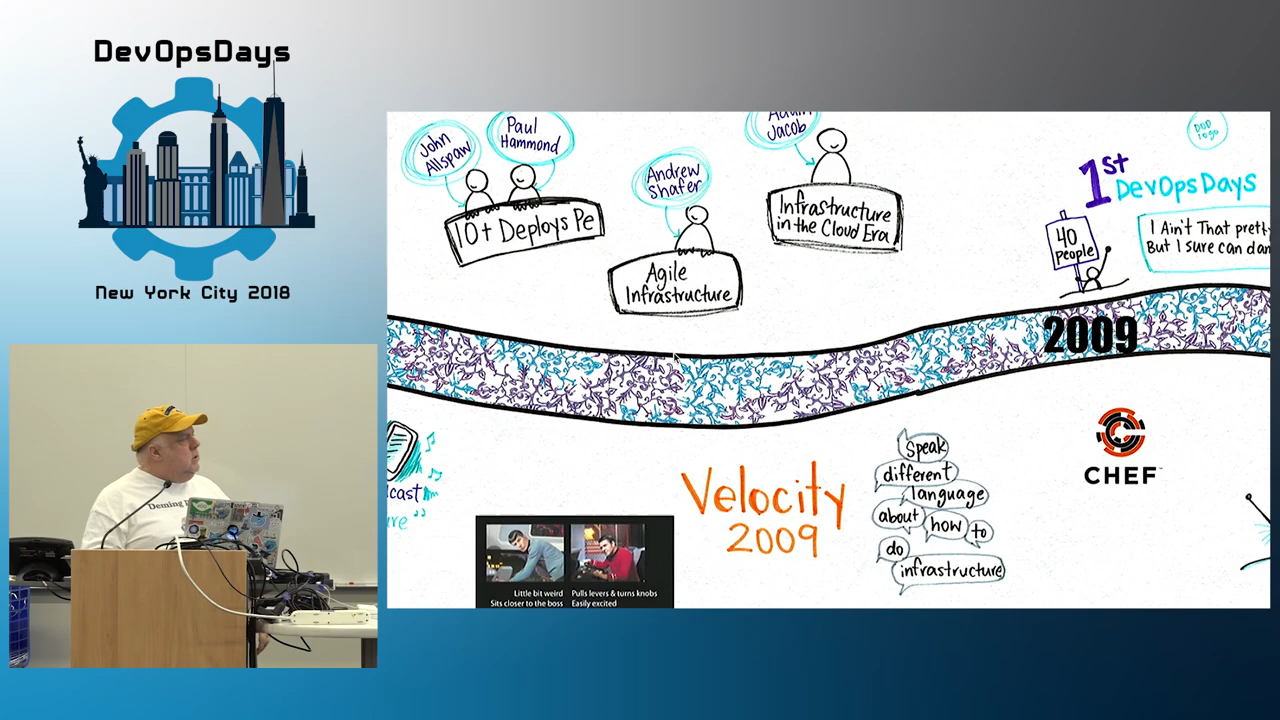 DevOpsDays
New York City 2018
John
Allspaw
Paul
Hammond
10+ Deploys Pe
Andrew
Shafer
Agile
Infrastructure
Jacob
Infrastructure
in the Cloud Era
1st
DevOpsDays
40
people
I Ain't That prett
But I sure can dan
2009
CHEF
Velocity
2009
Speak
different
language
about
how
to
do
infrastructure
Little bit weird
Sits closer to the boss
Pulls levers & turns knobs
Easily excited
cast
Deming